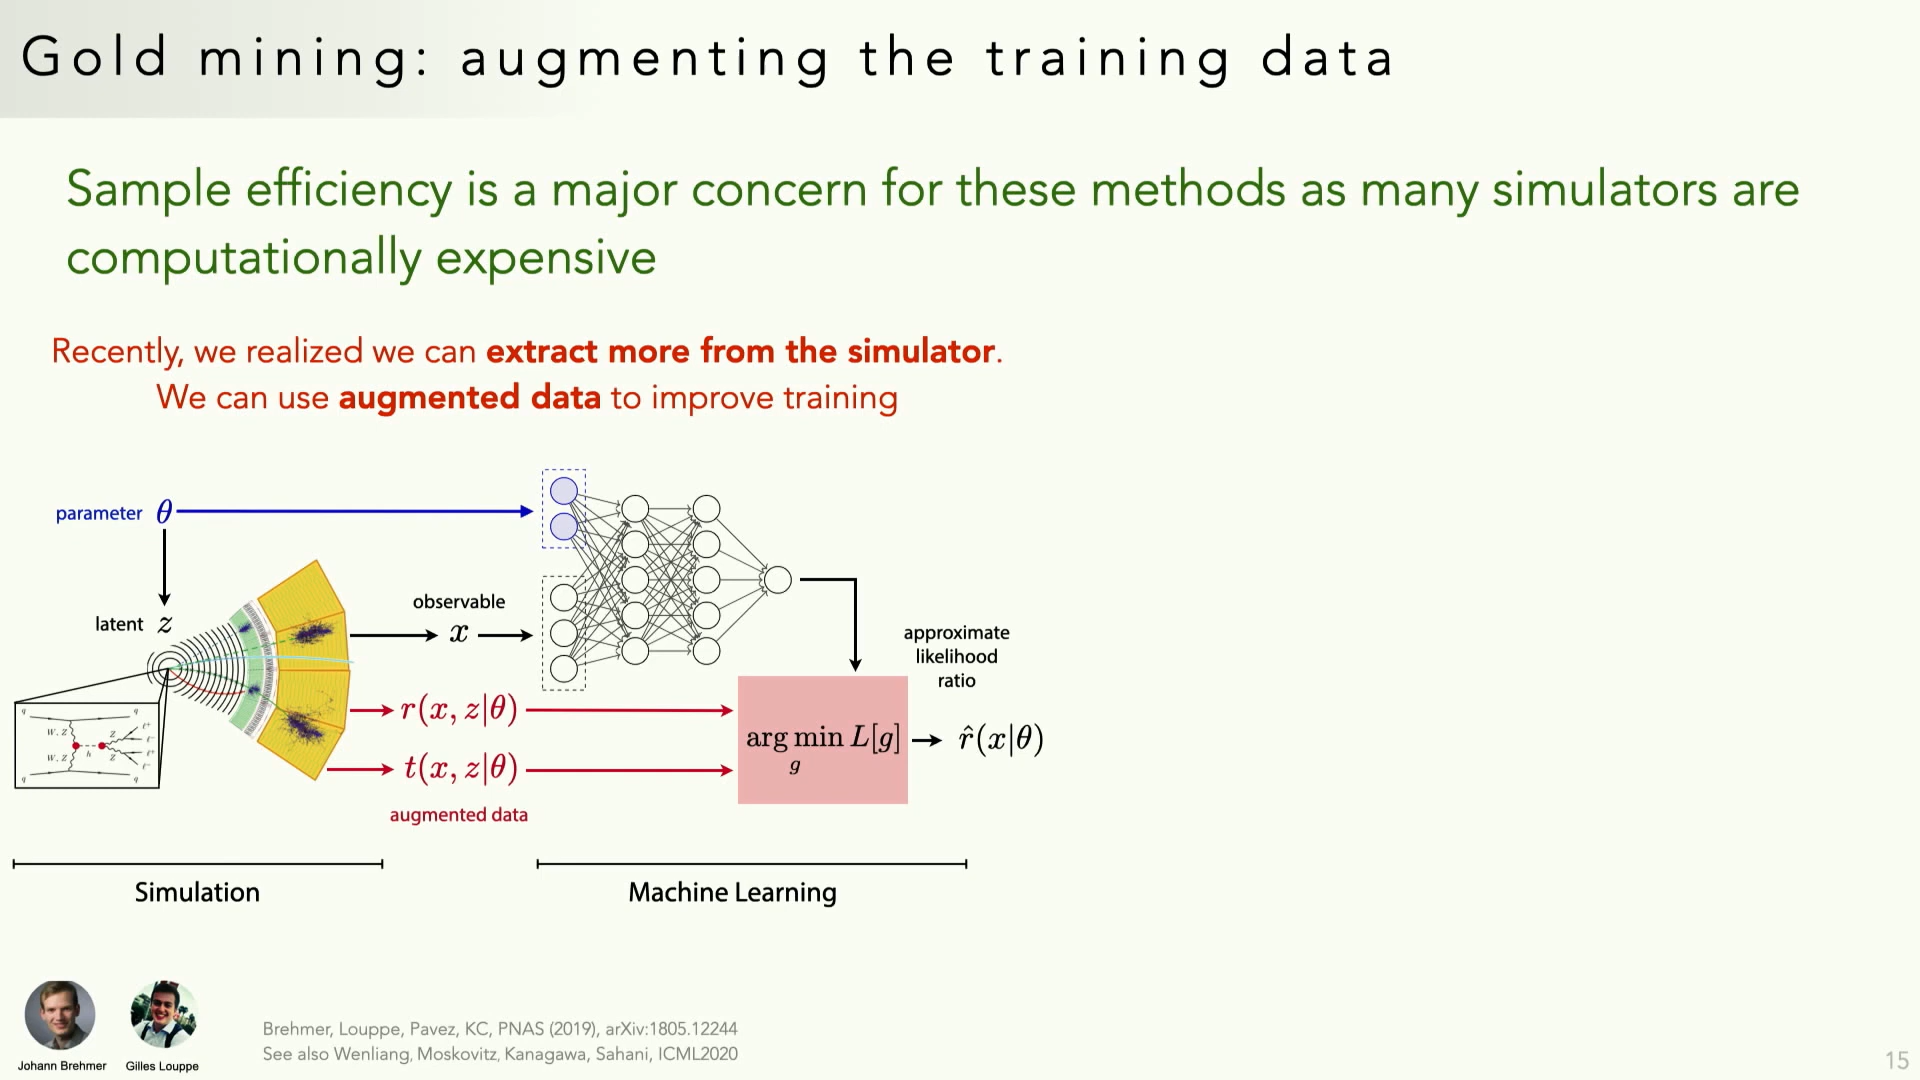 Gold mining: augmenting the training data
Sample efficiency is a major concern for these methods as many simulators are
computationally expensive
Recently, we realized we can extract more from the simulator.
We can use augmented data to improve training
parameter θ
latent z
observable
x
r(x, z|θ)
t(x, z|θ)
augmented data
approximate
likelihood
ratio
arg min L[g]
g
r̂(x|θ)
q
q
W, Z
W, Z
h
Z
Z
ℓ+
ℓ−
ℓ+
ℓ−
q
q
Simulation
Machine Learning
Johann Brehmer
Gilles Louppe
Brehmer, Louppe, Pavez, KC, PNAS (2019), arXiv:1805.12244
See also Wenliang, Moskovitz, Kanagawa, Sahani, ICML2020
15